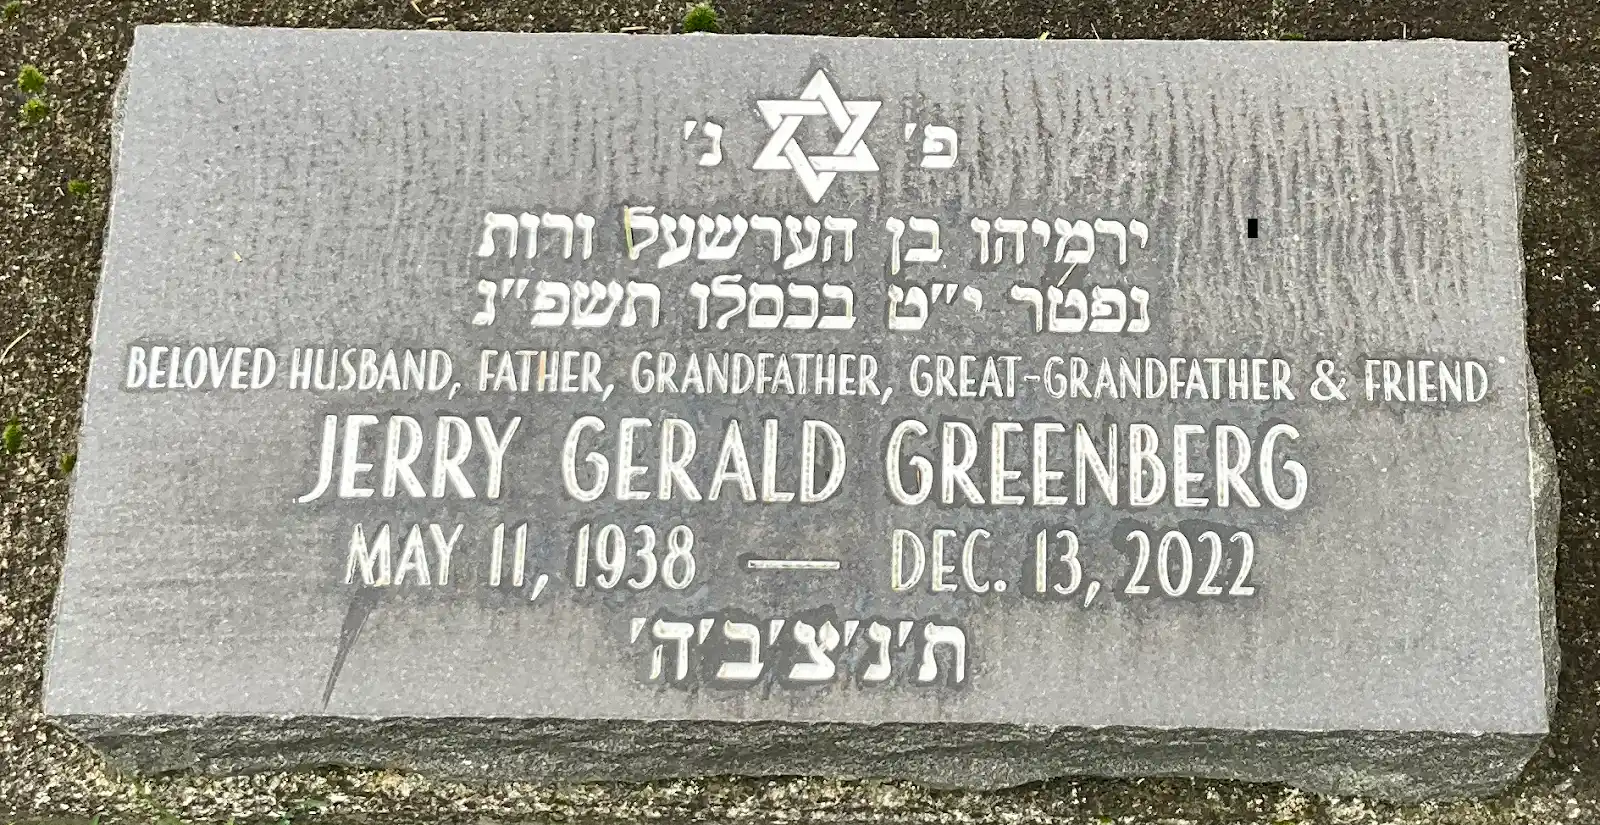 פ' נ'
ירמיהו בן הערשעל ורות
נפטר י"ט בכסלו תשפ"נ
BELOVED HUSBAND, FATHER, GRANDFATHER, GREAT-GRANDFATHER & FRIEND
JERRY GERALD GREENBERG
MAY 11, 1938 — DEC. 13, 2022
ת'נ'צ'ב'ה'